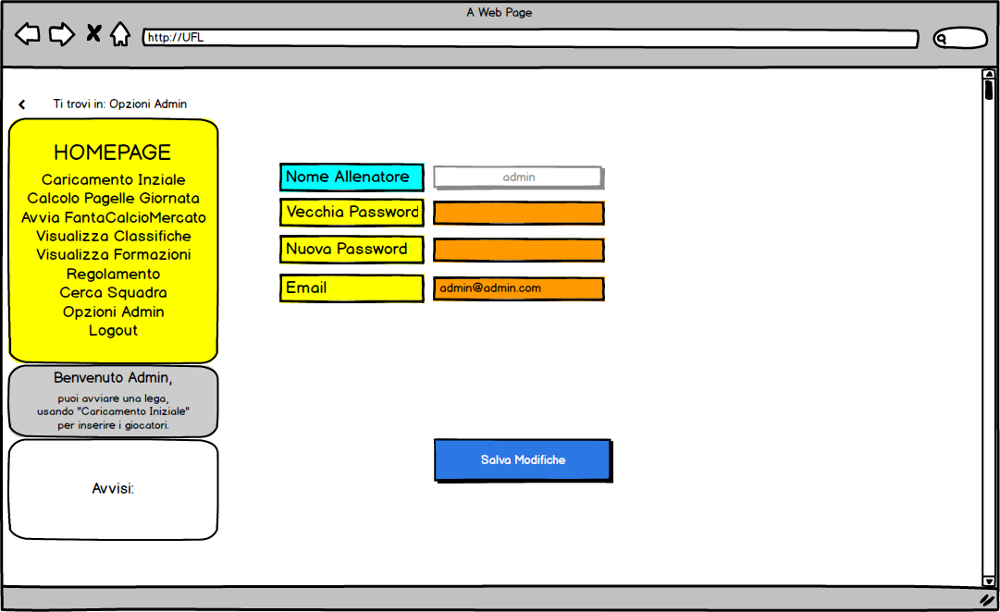 A Web Page
http://UFL
Ti trovi in: Opzioni Admin
HOMEPAGE
Caricamento Inziale
Calcolo Pagelle Giornata
Avvia FantaCalcioMercato
Visualizza Classifiche
Visualizza Formazioni
Regolamento
Cerca Squadra
Opzioni Admin
Logout
Benvenuto Admin,
puoi avviare una lega,
usando "Caricamento Iniziale"
per inserire i giocatori.
Avvisi:
Nome Allenatore
admin
Vecchia Password
Nuova Password
Email
admin@admin.com
Salva Modifiche